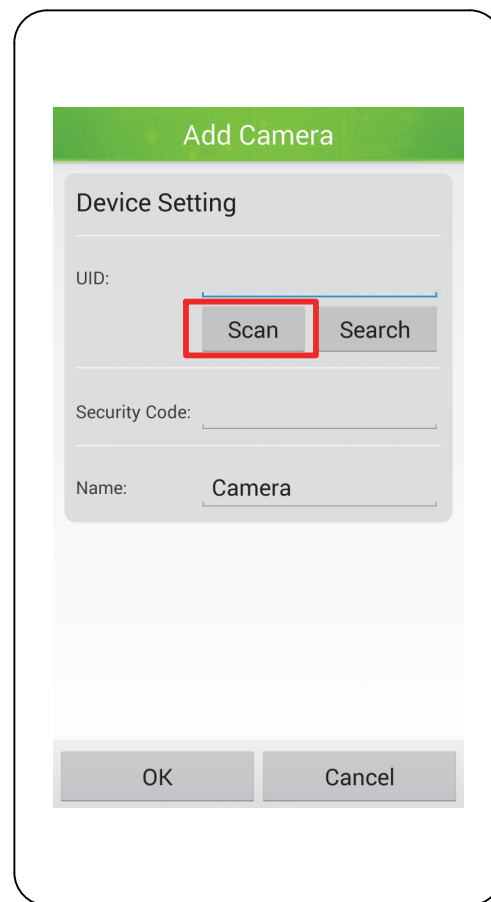 Add Camera
Device Setting
UID:
Scan Search
Security Code:
Name: Camera
OK Cancel